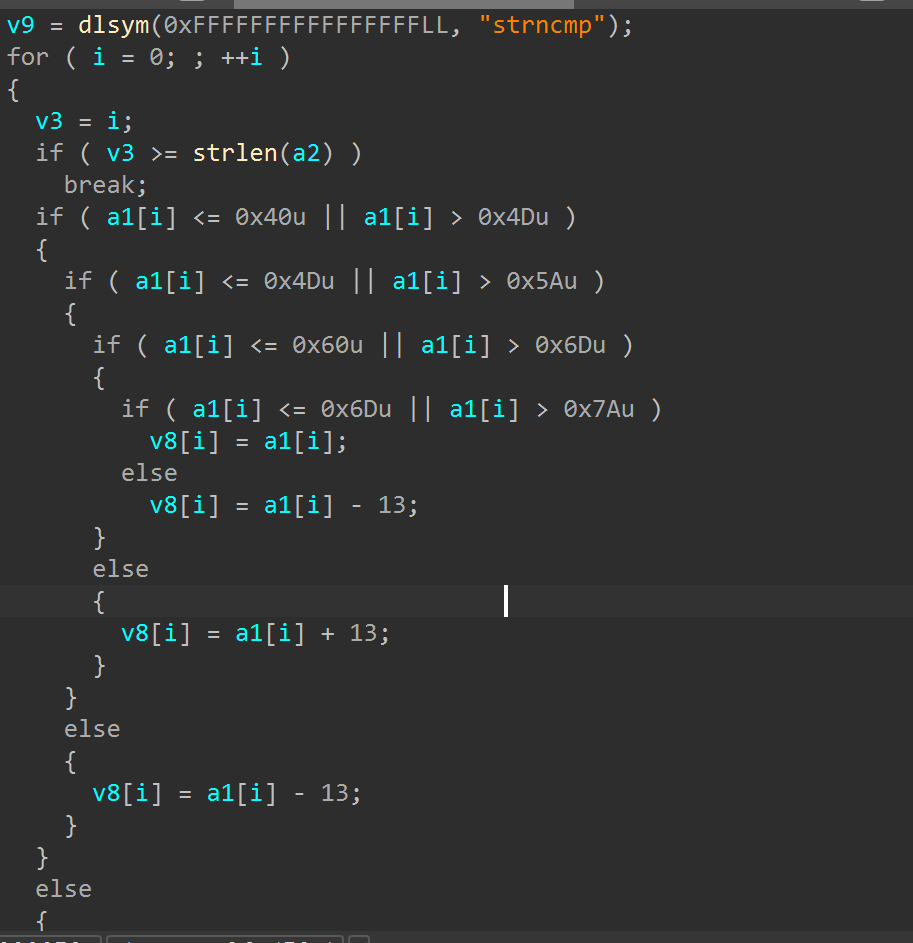 v9 = dlsym(0xFFFFFFFFFFFFFFFFLL, "strncmp");
for ( i = 0; ; ++i )
{
  v3 = i;
  if ( v3 >= strlen(a2) )
    break;
  if ( a1[i] <= 0x40u || a1[i] > 0x4Du )
  {
    if ( a1[i] <= 0x4Du || a1[i] > 0x5Au )
    {
      if ( a1[i] <= 0x60u || a1[i] > 0x6Du )
      {
        if ( a1[i] <= 0x6Du || a1[i] > 0x7Au )
          v8[i] = a1[i];
        else
          v8[i] = a1[i] - 13;
      }
      else
      {
        v8[i] = a1[i] + 13;
      }
    }
    else
    {
      v8[i] = a1[i] - 13;
    }
  }
  else
  {